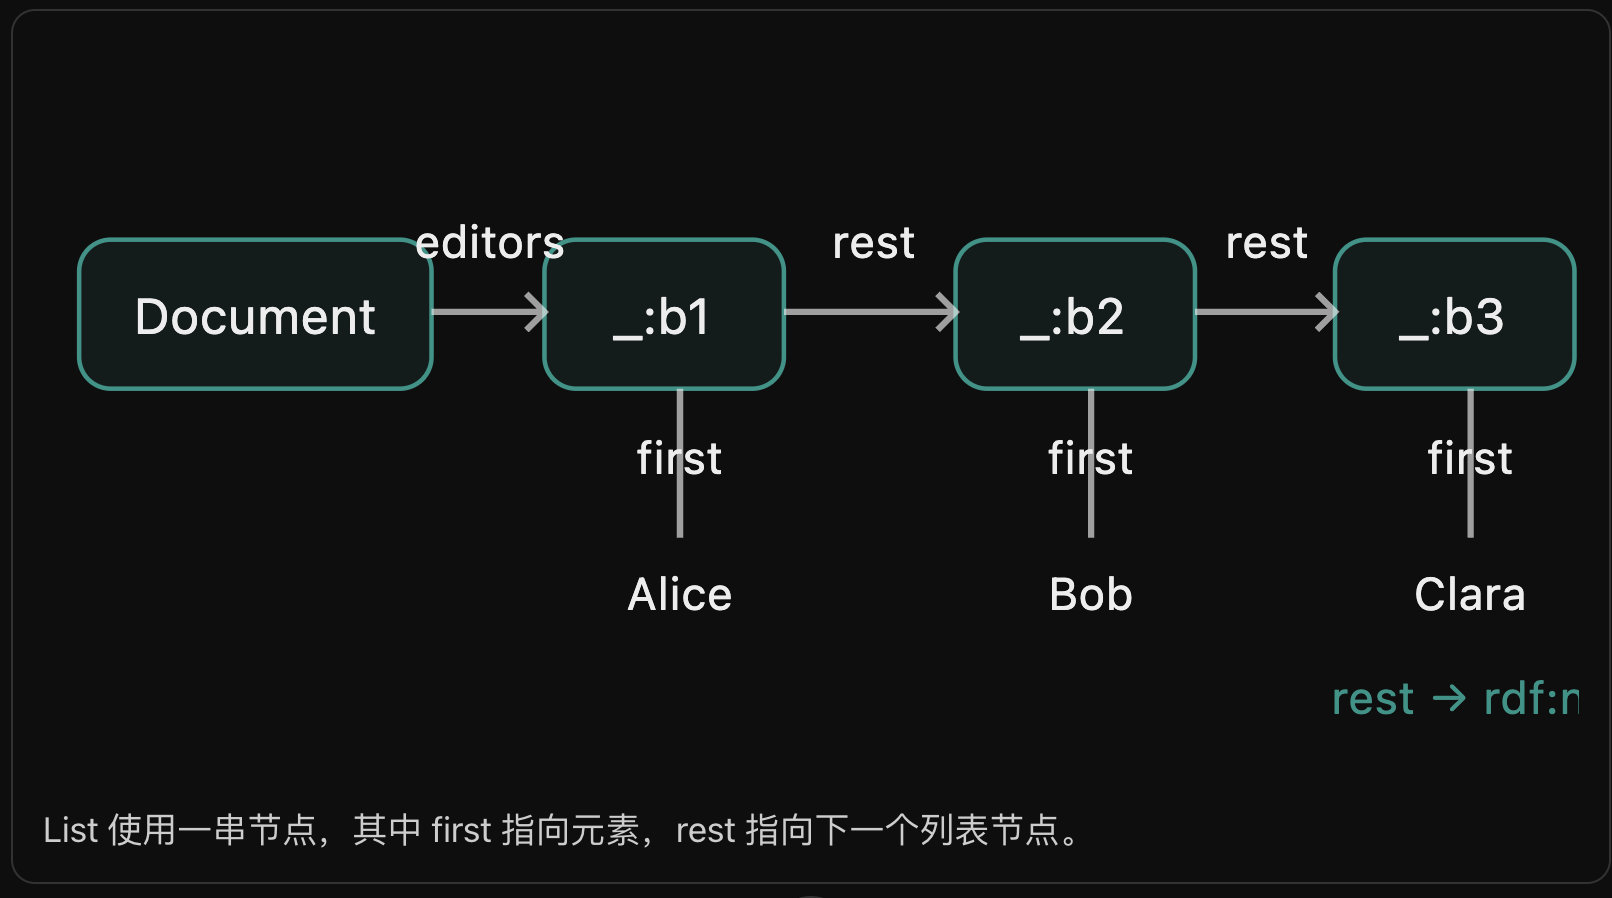 editors rest rest
Document _:b1 _:b2 _:b3
first first first
Alice Bob Clara
rest → rdf:n
List 使用一串节点，其中 first 指向元素，rest 指向下一个列表节点。